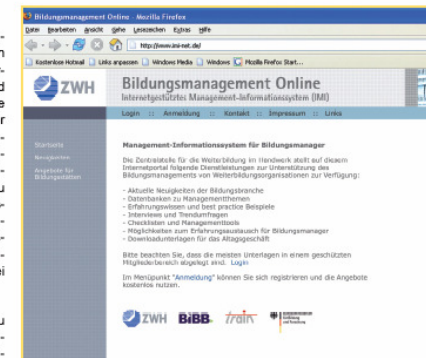 Bildungsmanagement Online - Mozilla Firefox
Datei Bearbeiten Ansicht Gehe Lesezeichen Extras Hilfe
http://www.imi-net.de/
Kostenlose Hotmail Links anpassen Windows Media Windows Mozilla Firefox Start...
ZWH
Bildungsmanagement Online
Internetgestütztes Management-Informationssystem (IMI)
Login :: Anmeldung :: Kontakt :: Impressum :: Links
Startseite
Neuigkeiten
Angebote für
Bildungsstätten
Management-Informationssystem für Bildungsmanager
Die Zentralstelle für die Weiterbildung im Handwerk stellt auf diesem
Internetportal folgende Dienstleistungen zur Unterstützung des
Bildungsmanagements von Weiterbildungsorganisationen zur Verfügung:
- Aktuelle Neuigkeiten der Bildungsbranche
- Datenbanken zu Managementthemen
- Erfahrungswissen und best practice Beispiele
- Interviews und Trendumfragen
- Checklisten und Managementtools
- Möglichkeiten zum Erfahrungsaustausch für Bildungsmanager
- Downloadunterlagen für das Alltagsgeschäft
Bitte beachten Sie, dass die meisten Unterlagen in einem geschützten
Mitgliederbereich abgelegt sind. Login
Im Menüpunkt "Anmeldung" können Sie sich registrieren und die Angebote
kostenlos nutzen.
ZWH BiBB train